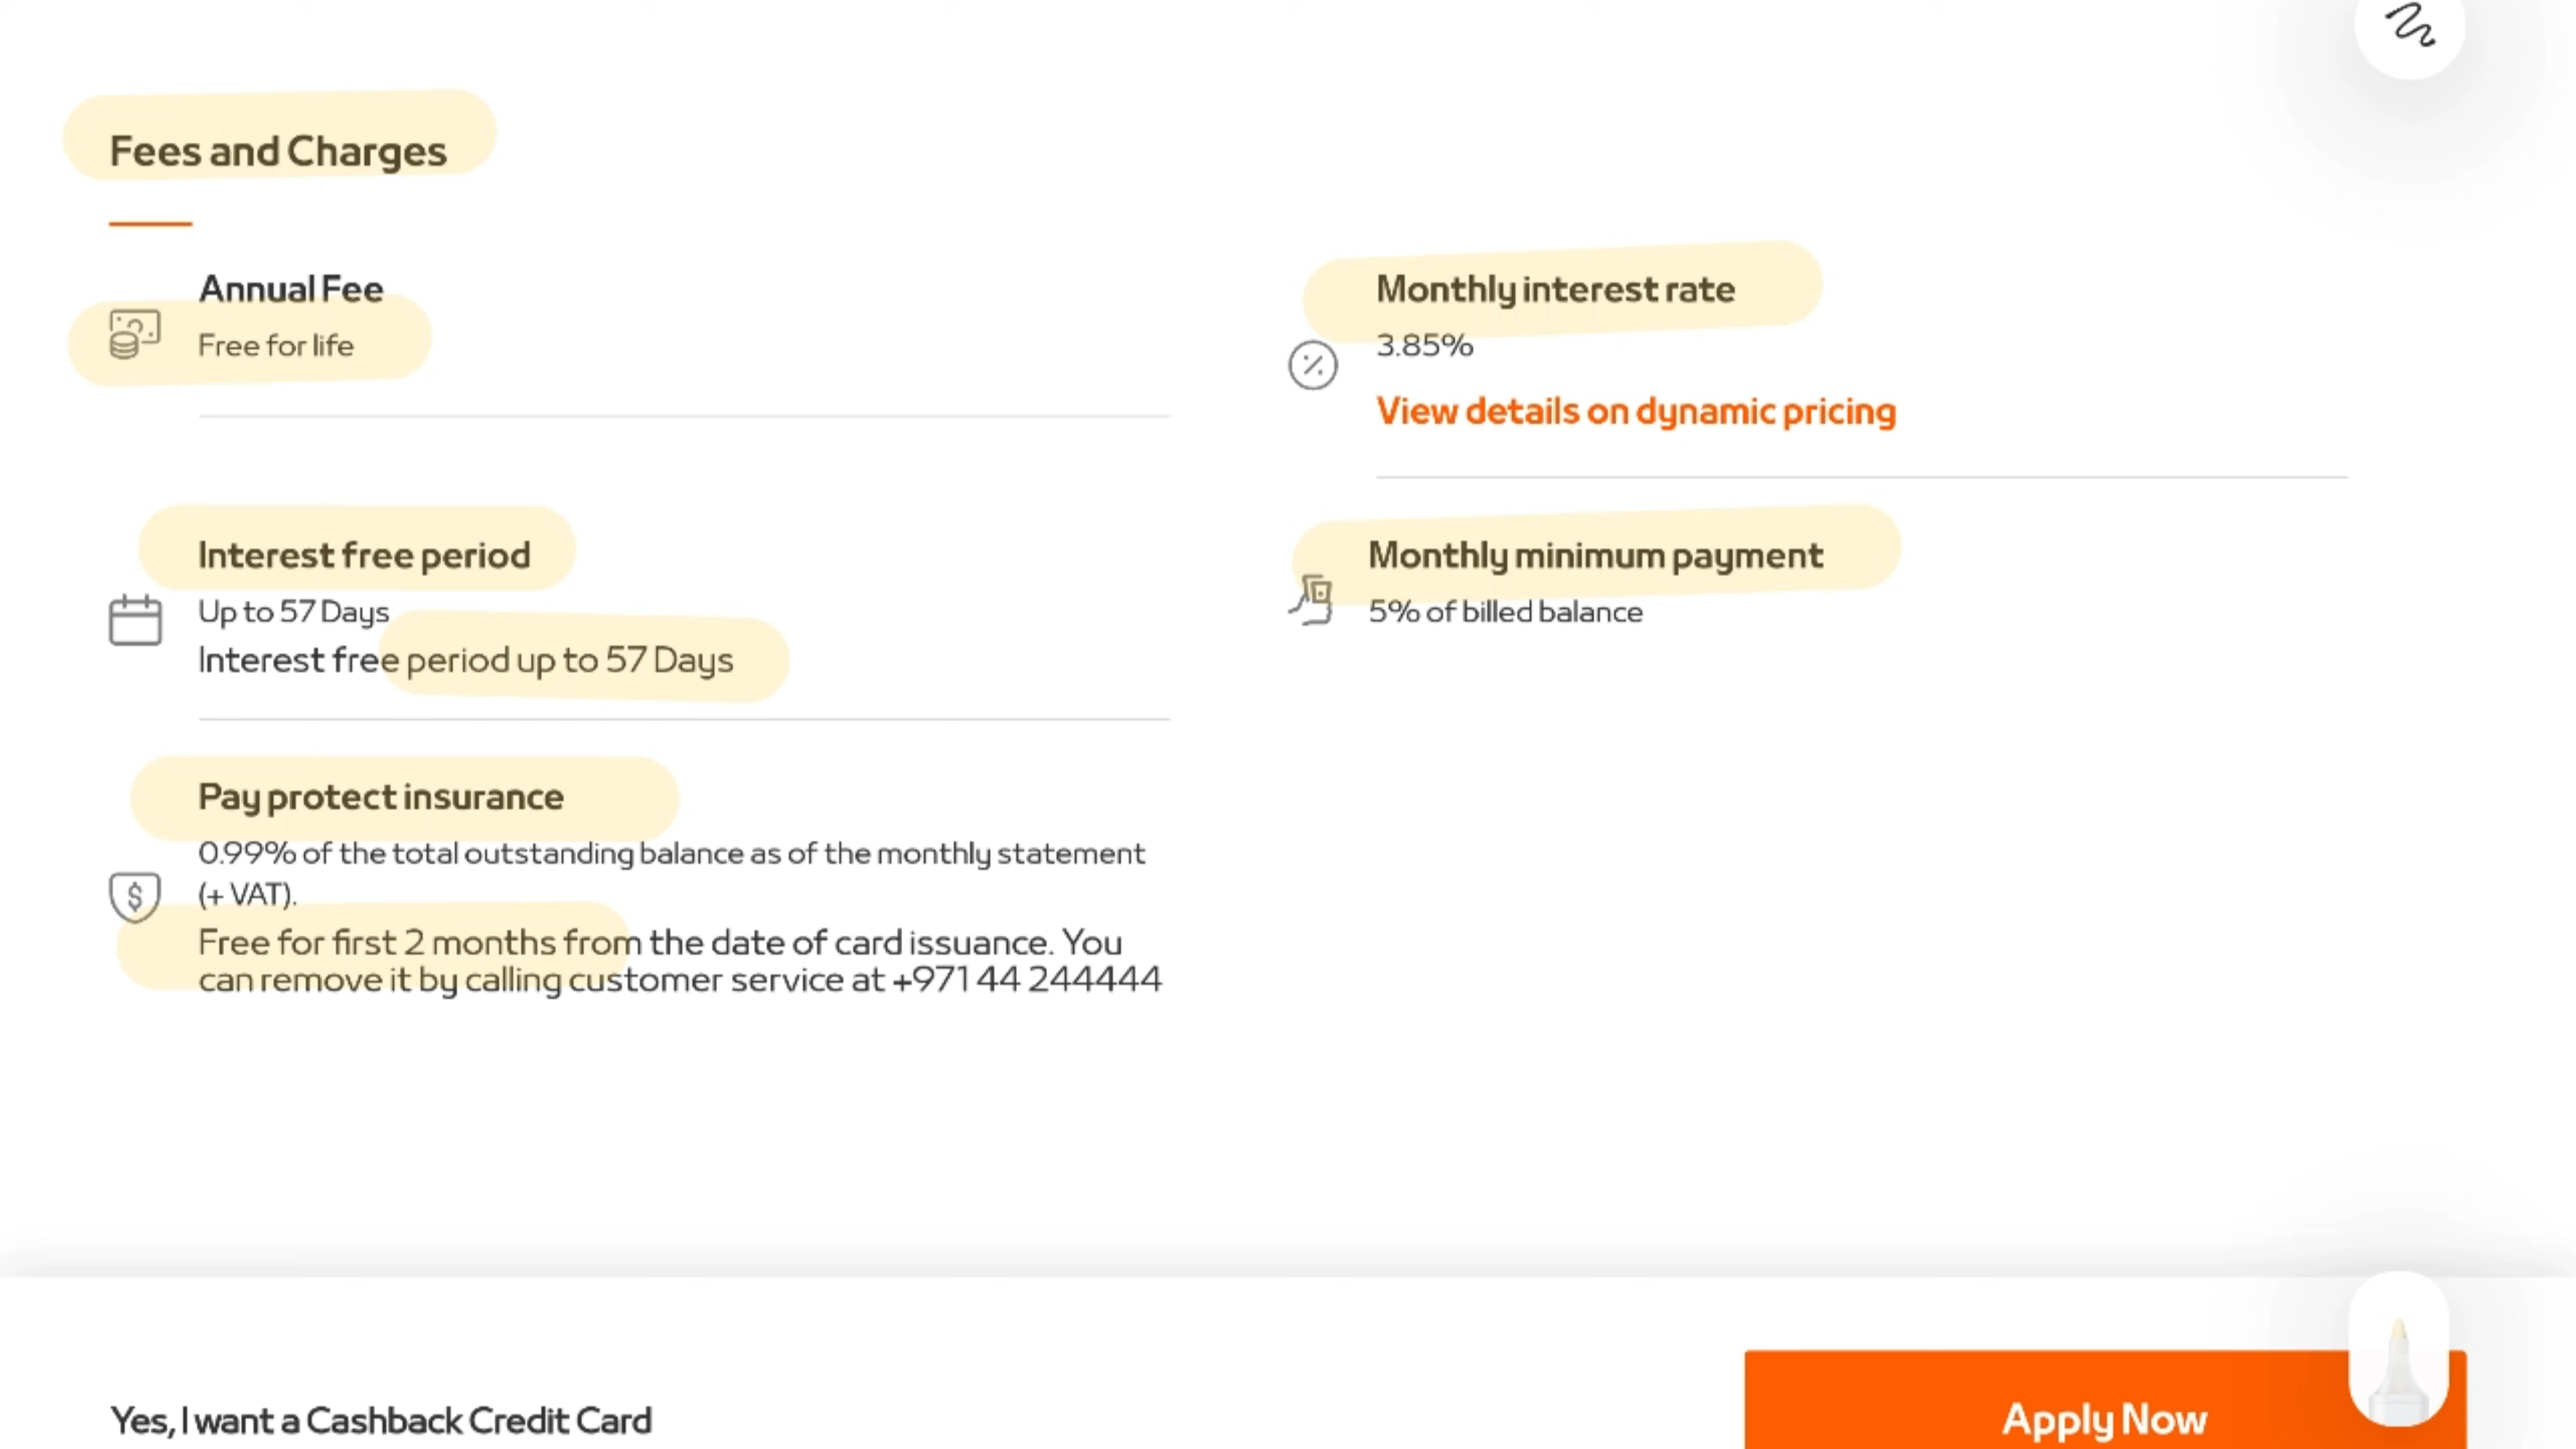 Fees and Charges
Annual Fee
Free for life
Monthly interest rate
3.85%
View details on dynamic pricing
Interest free period
Up to 57 Days
Interest free period up to 57 Days
Monthly minimum payment
5% of billed balance
Pay protect insurance
0.99% of the total outstanding balance as of the monthly statement
(+ VAT).
Free for first 2 months from the date of card issuance. You
can remove it by calling customer service at +971 44 244444
Yes, I want a Cashback Credit Card
Apply Now